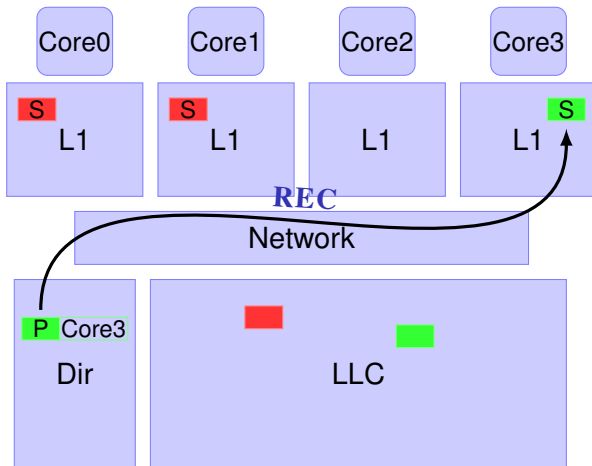 Core0 Core1 Core2 Core3
S S S
L1 L1 L1 L1
REC
Network
P Core3
Dir LLC